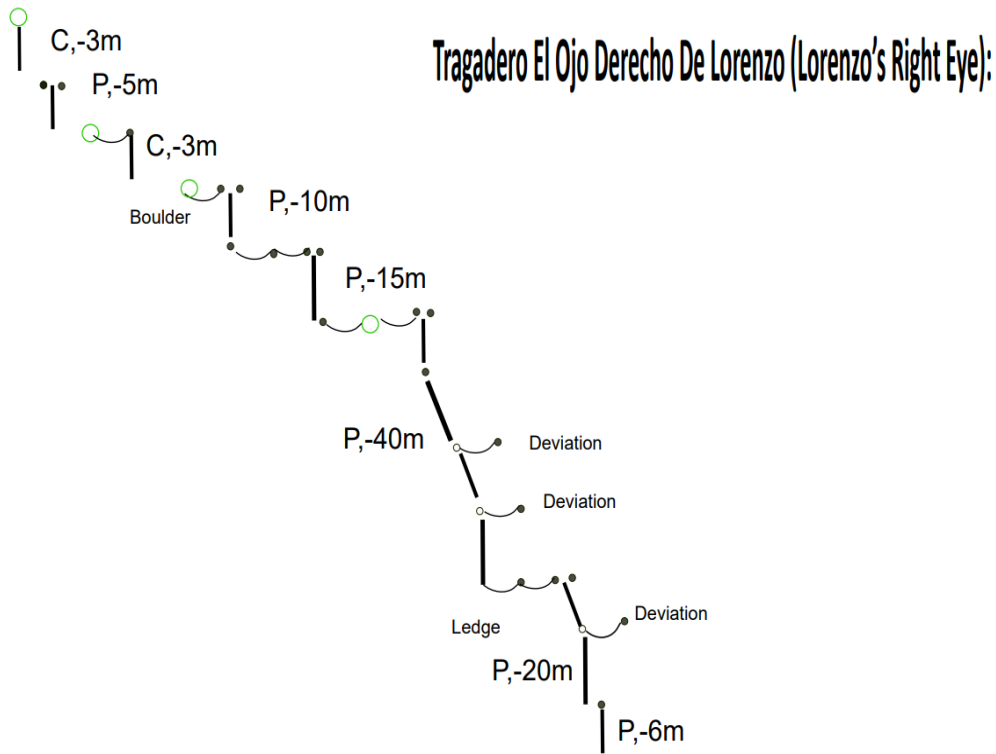 Tragadero El Ojo Derecho De Lorenzo (Lorenzo's Right Eye):
C,-3m
P,-5m
C,-3m
P,-10m
Boulder
P,-15m
P,-40m
Deviation
Deviation
Ledge
Deviation
P,-20m
P,-6m